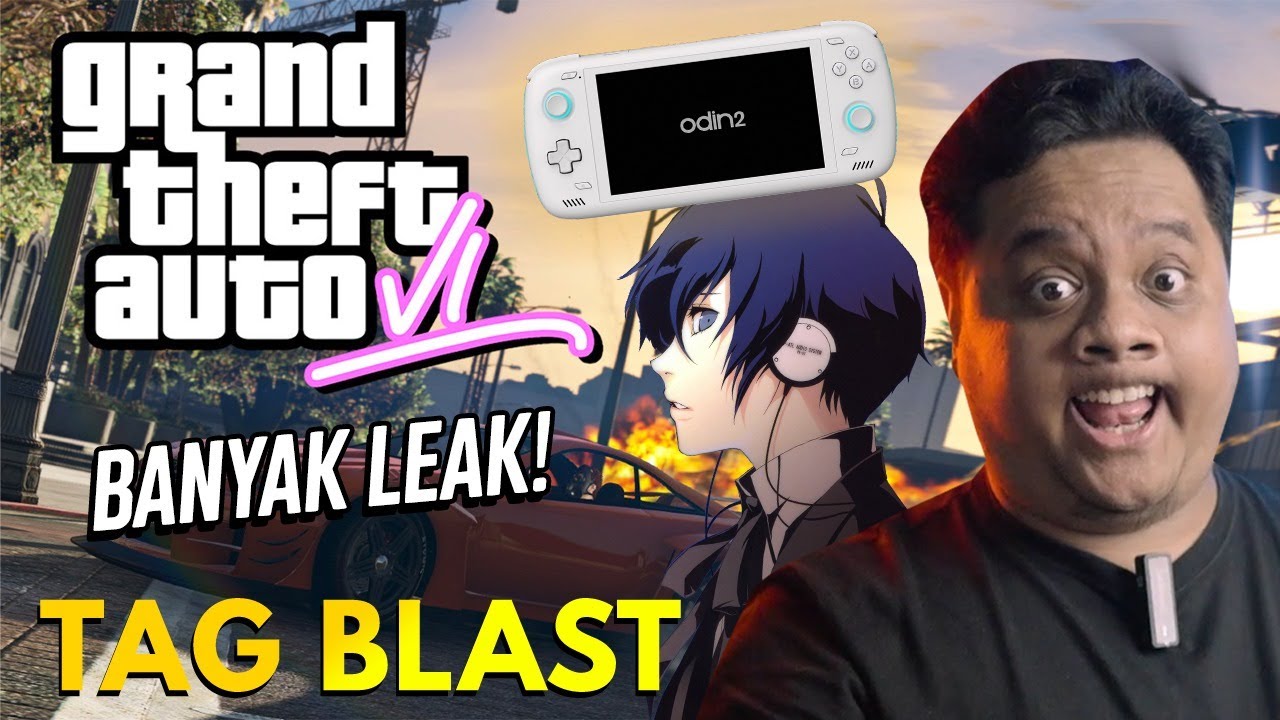 grand
theft
auto VI
odin2
X
Y
A
B
BANYAK LEAK!
TAG BLAST